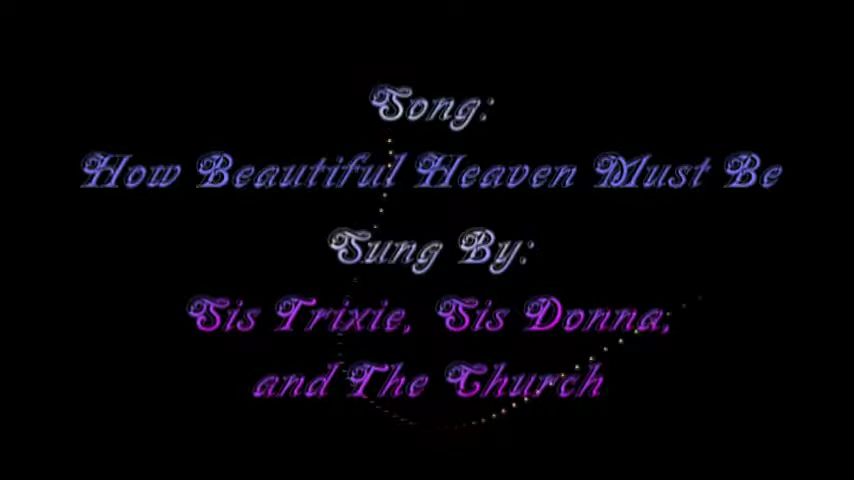 Song:
How Beautiful Heaven Must Be
Sung By:
Sis Trixie, Sis Donna,
and The Church